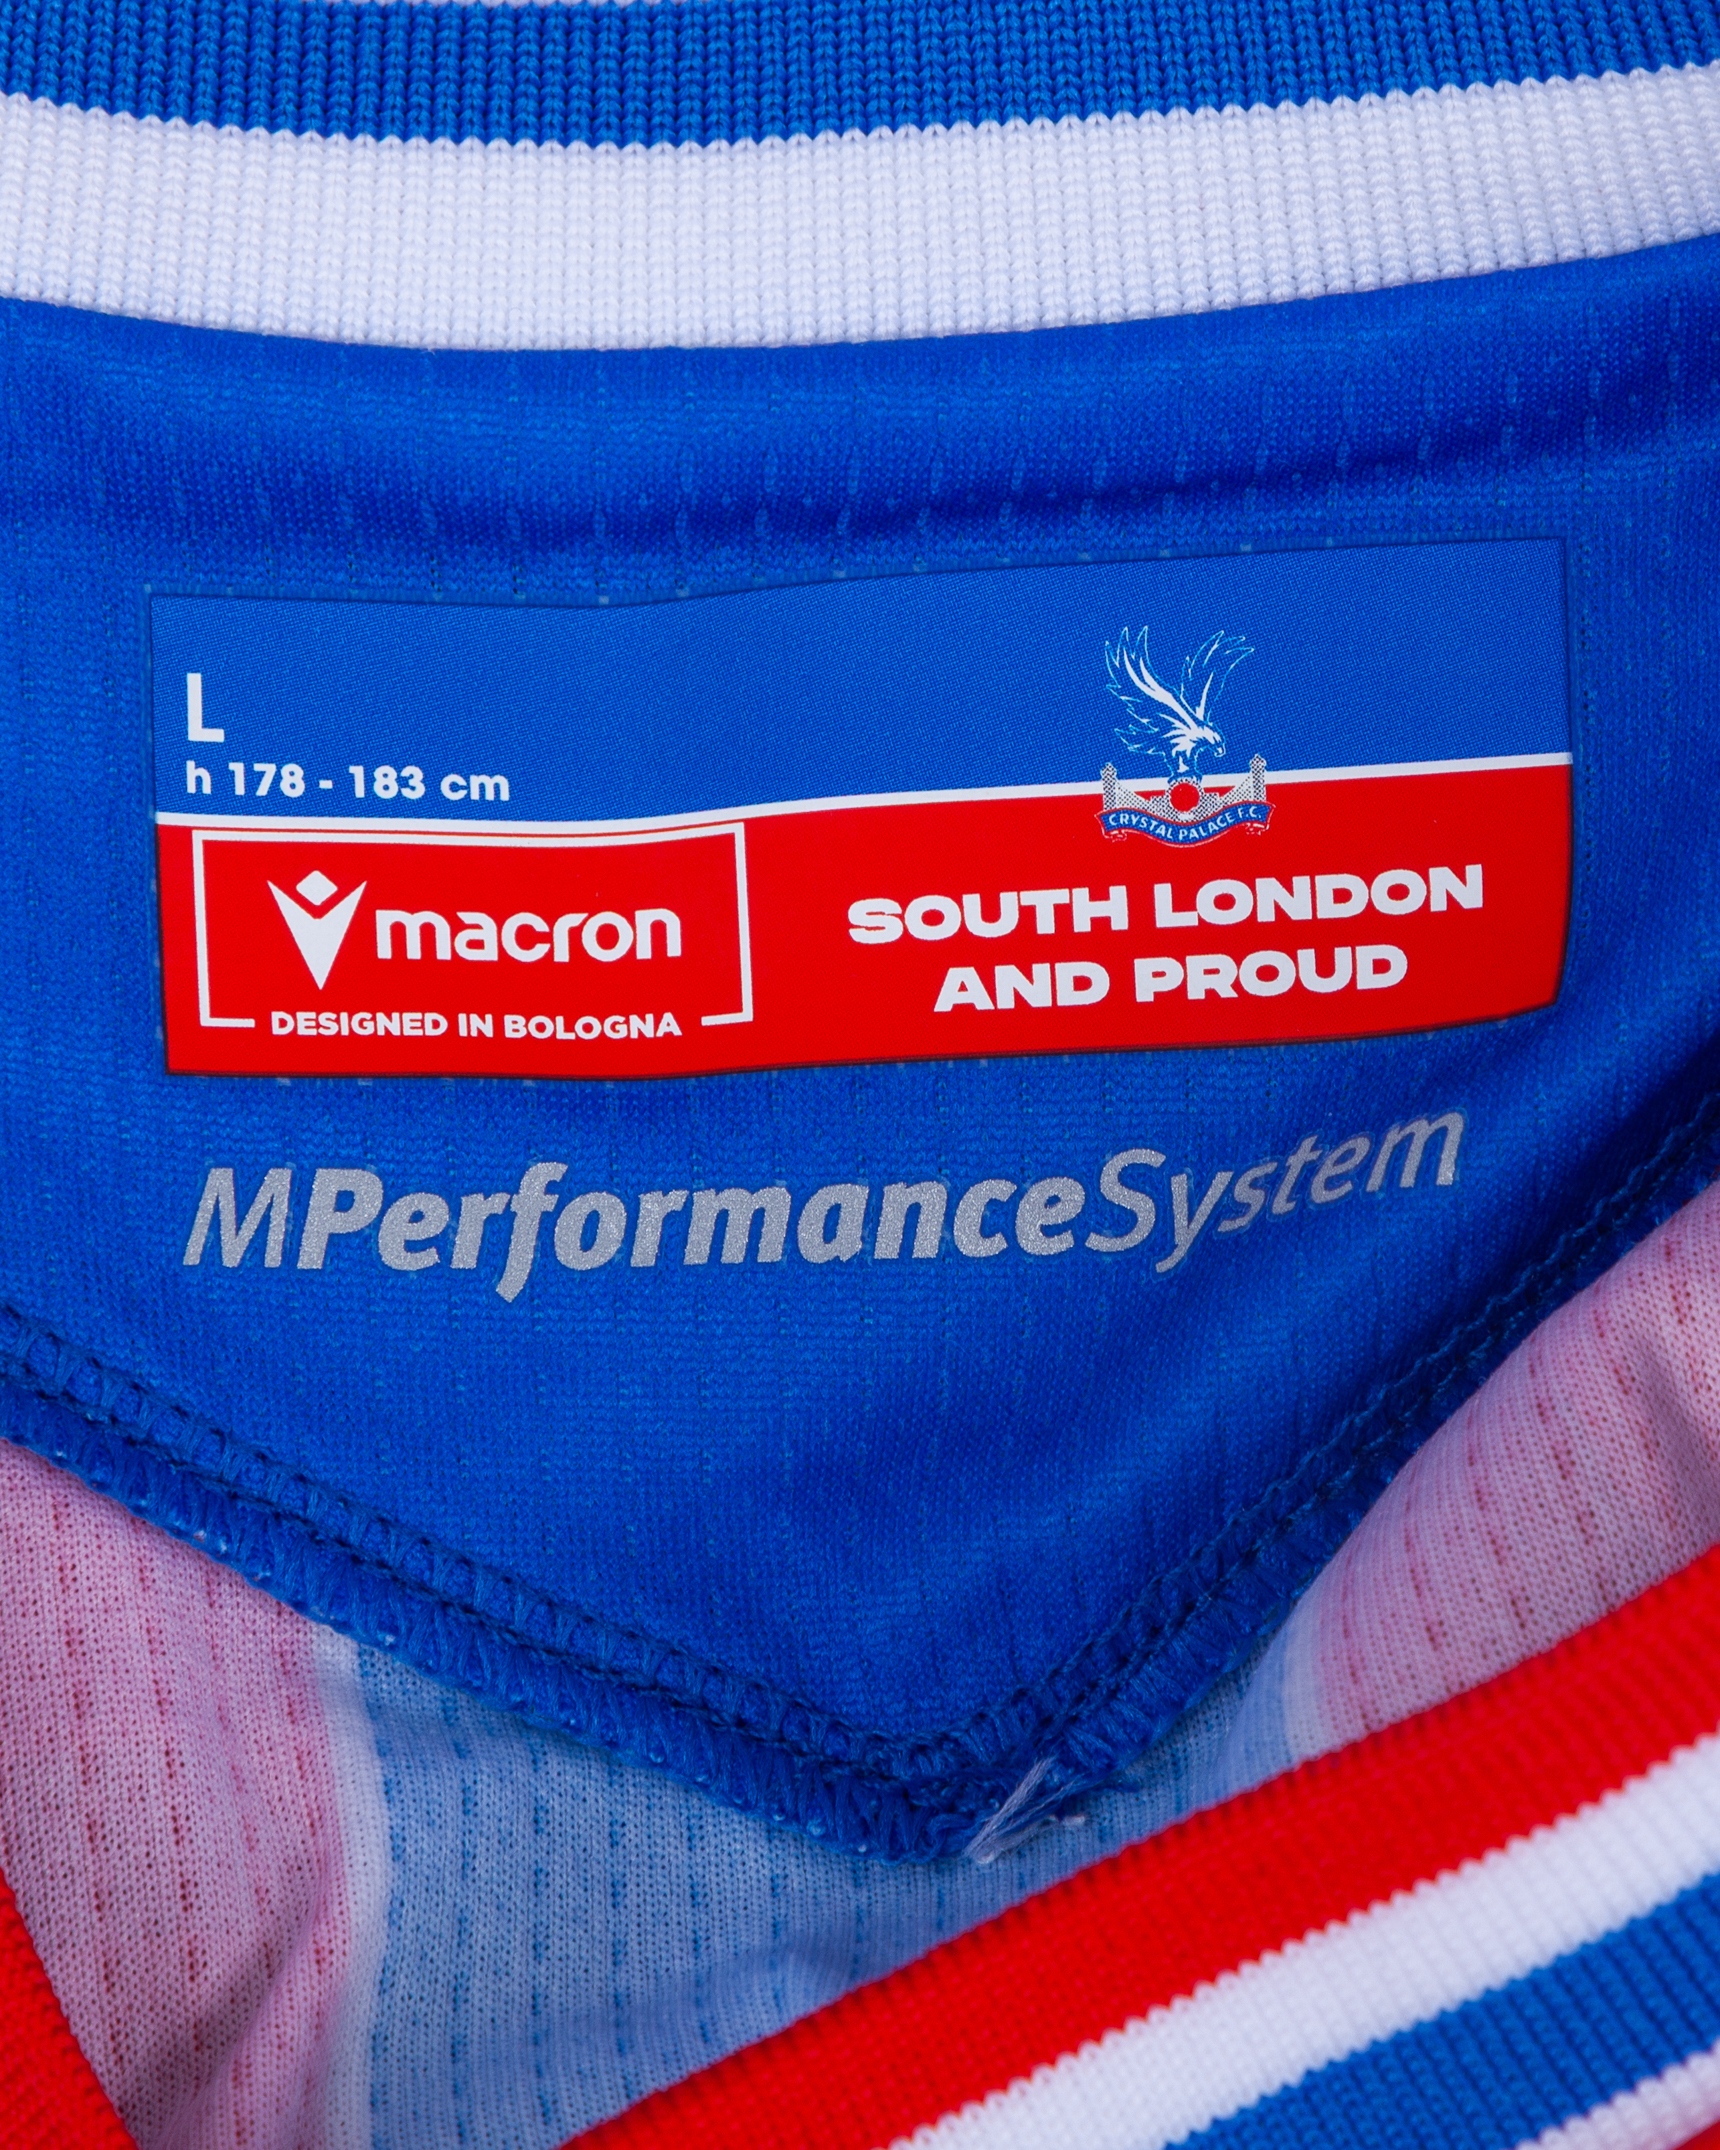 L
h 178 - 183 cm
CRYSTAL PALACE F.C.
macron
DESIGNED IN BOLOGNA
SOUTH LONDON
AND PROUD
MPerformanceSystem